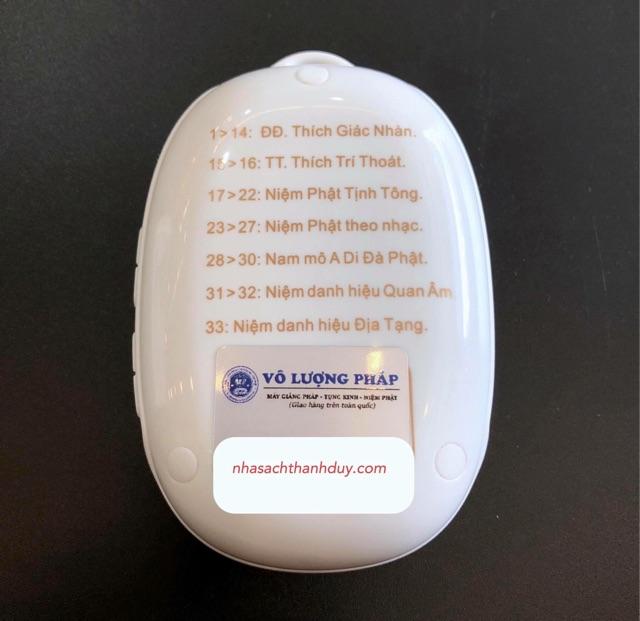 1>14: ĐĐ. Thích Giác Nhàn.
15>16: TT. Thích Trí Thoát.
17>22: Niệm Phật Tịnh Tông.
23>27: Niệm Phật theo nhạc.
28>30: Nam mô A Di Đà Phật.
31>32: Niệm danh hiệu Quan Âm
33: Niệm danh hiệu Địa Tạng.
VÔ LƯỢNG PHÁP
MÁY GIẢNG PHÁP - TỤNG KINH - NIỆM PHẬT
(Giao hàng trên toàn quốc)
nhasachthanhduy.com